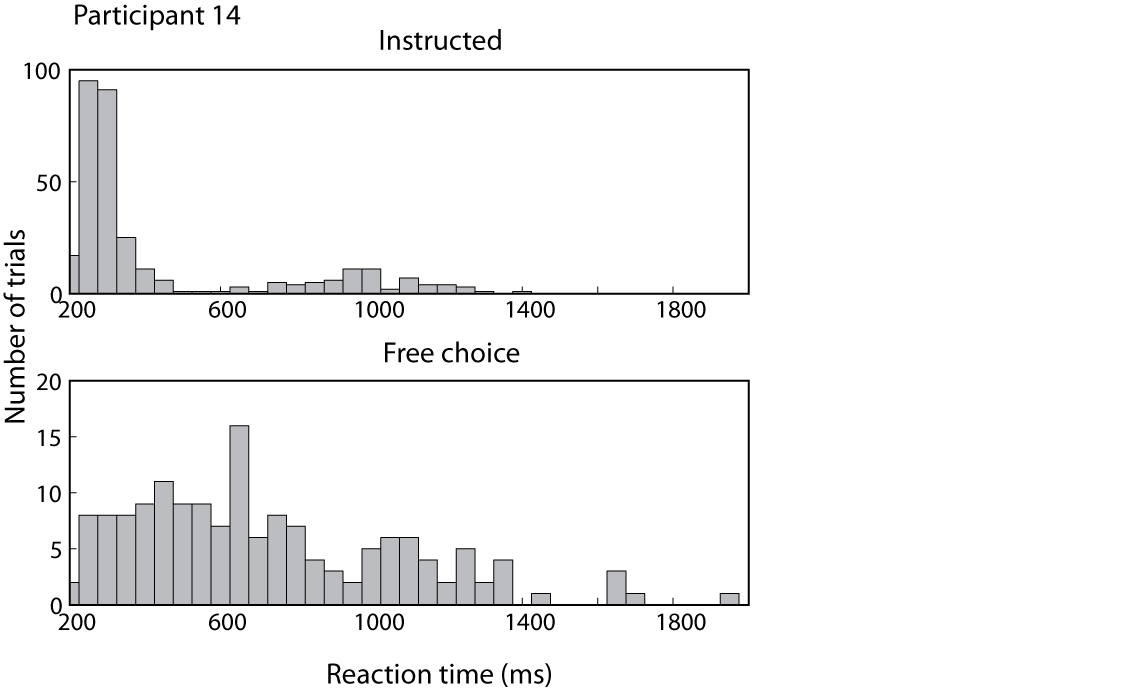 Participant 14
Instructed
100
50
0
200 600 1000 1400 1800
Number of trials
Free choice
20
15
10
5
0
200 600 1000 1400 1800
Reaction time (ms)